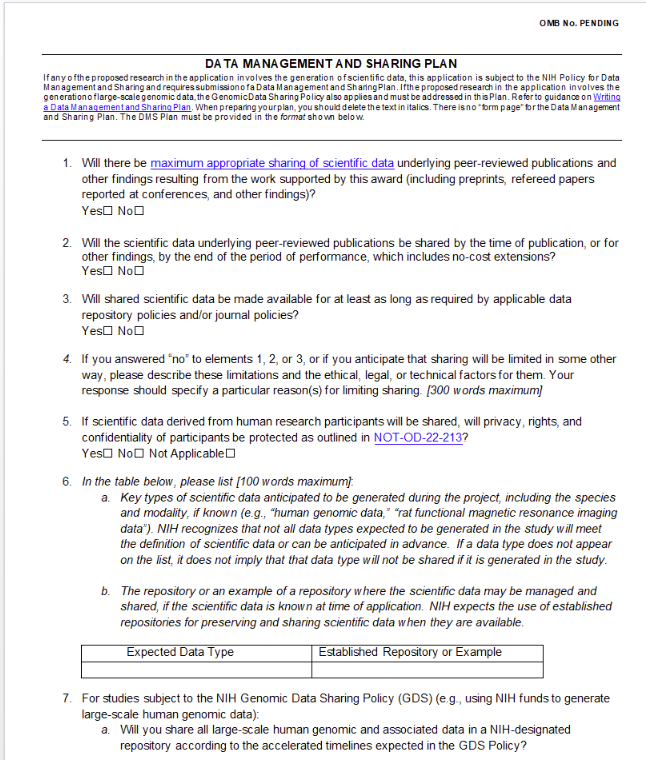 OMB No. PENDING
DATA MANAGEMENT AND SHARING PLAN
If any of the proposed research in the application involves the generation of scientific data, this application is subject to the NIH Policy for Data
Management and Sharing and requires submission of a Data Management and Sharing Plan. If the proposed research in the application involves the
generation of large-scale genomic data, the Genomic Data Sharing Policy also applies and must be addressed in this Plan. Refer to guidance on Writing
a Data Management and Sharing Plan. When preparing your plan, you should delete the text in italics. There is no "form page" for the Data Management
and Sharing Plan. The DMS Plan must be provided in the format shown below.
1. Will there be maximum appropriate sharing of scientific data underlying peer-reviewed publications and
other findings resulting from the work supported by this award (including preprints, refereed papers
reported at conferences, and other findings)?
Yes☐ No☐
2. Will the scientific data underlying peer-reviewed publications be shared by the time of publication, or for
other findings, by the end of the period of performance, which includes no-cost extensions?
Yes☐ No☐
3. Will shared scientific data be made available for at least as long as required by applicable data
repository policies and/or journal policies?
Yes☐ No☐
4. If you answered "no" to elements 1, 2, or 3, or if you anticipate that sharing will be limited in some other
way, please describe these limitations and the ethical, legal, or technical factors for them. Your
response should specify a particular reason(s) for limiting sharing. [300 words maximum]
5. If scientific data derived from human research participants will be shared, will privacy, rights, and
confidentiality of participants be protected as outlined in NOT-OD-22-213?
Yes☐ No☐ Not Applicable☐
6. In the table below, please list [100 words maximum]:
a. Key types of scientific data anticipated to be generated during the project, including the species
and modality, if known (e.g., "human genomic data," "rat functional magnetic resonance imaging
data"). NIH recognizes that not all data types expected to be generated in the study will meet
the definition of scientific data or can be anticipated in advance. If a data type does not appear
on the list, it does not imply that that data type will not be shared if it is generated in the study.
b. The repository or an example of a repository where the scientific data may be managed and
shared, if the scientific data is known at time of application. NIH expects the use of established
repositories for preserving and sharing scientific data when they are available.
Expected Data Type Established Repository or Example
7. For studies subject to the NIH Genomic Data Sharing Policy (GDS) (e.g., using NIH funds to generate
large-scale human genomic data):
a. Will you share all large-scale human genomic and associated data in a NIH-designated
repository according to the accelerated timelines expected in the GDS Policy?